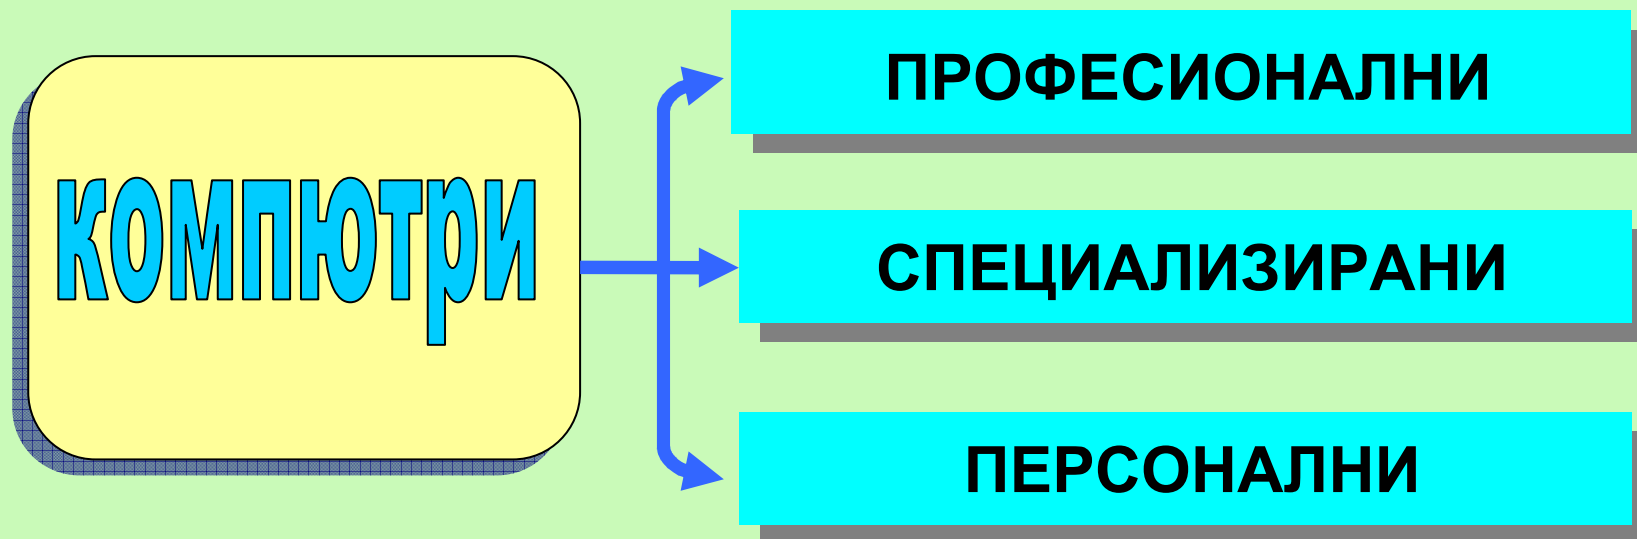 компютри
ПРОФЕСИОНАЛНИ
СПЕЦИАЛИЗИРАНИ
ПЕРСОНАЛНИ